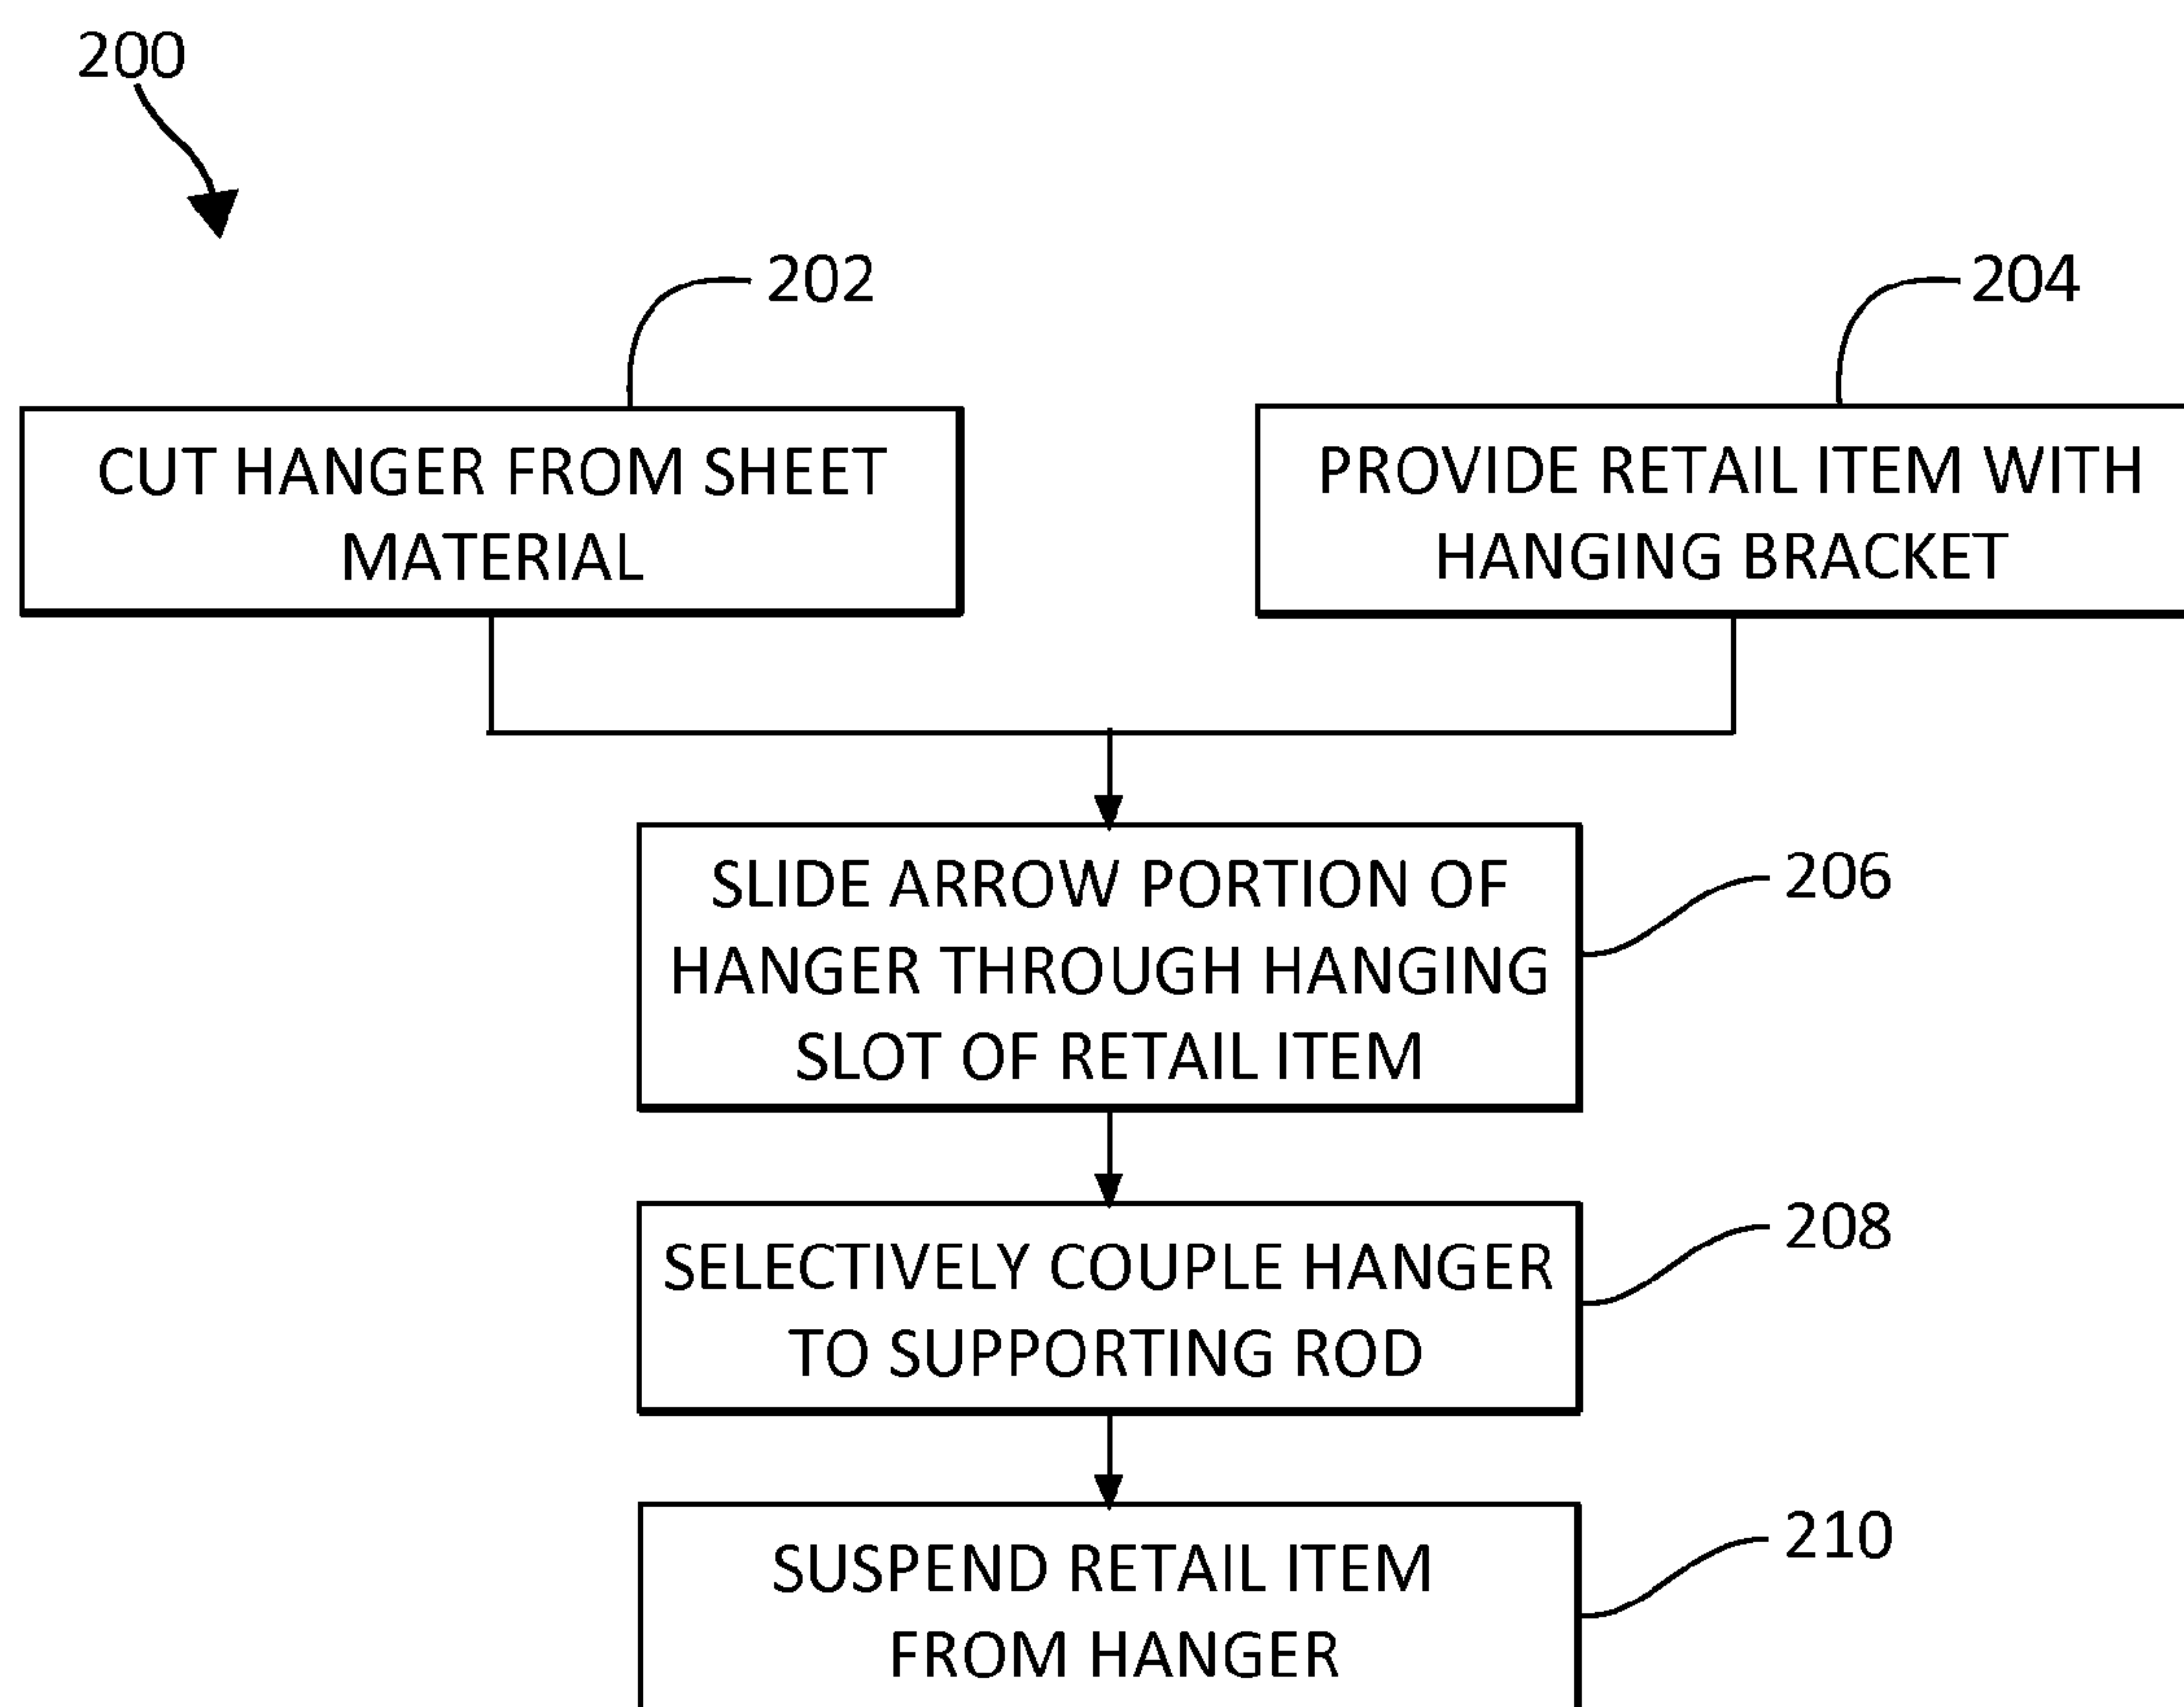 200
202
204
CUT HANGER FROM SHEET
MATERIAL
PROVIDE RETAIL ITEM WITH
HANGING BRACKET
SLIDE ARROW PORTION OF
HANGER THROUGH HANGING
SLOT OF RETAIL ITEM
206
SELECTIVELY COUPLE HANGER
TO SUPPORTING ROD
208
SUSPEND RETAIL ITEM
FROM HANGER
210